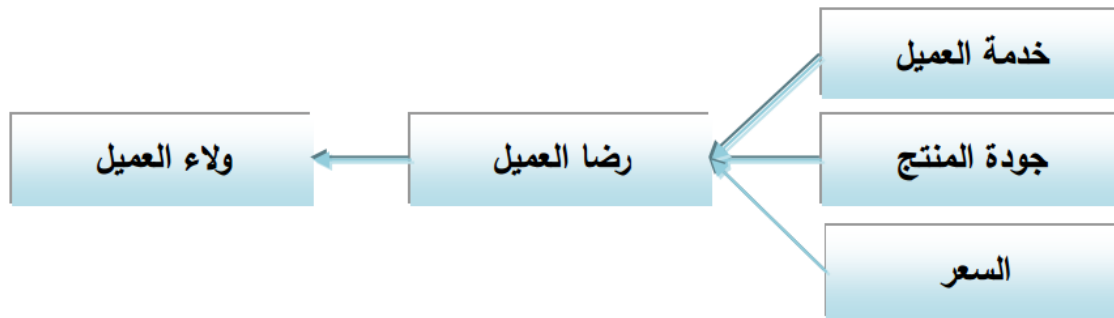 خدمة العميل
جودة المنتج
السعر
رضا العميل
ولاء العميل